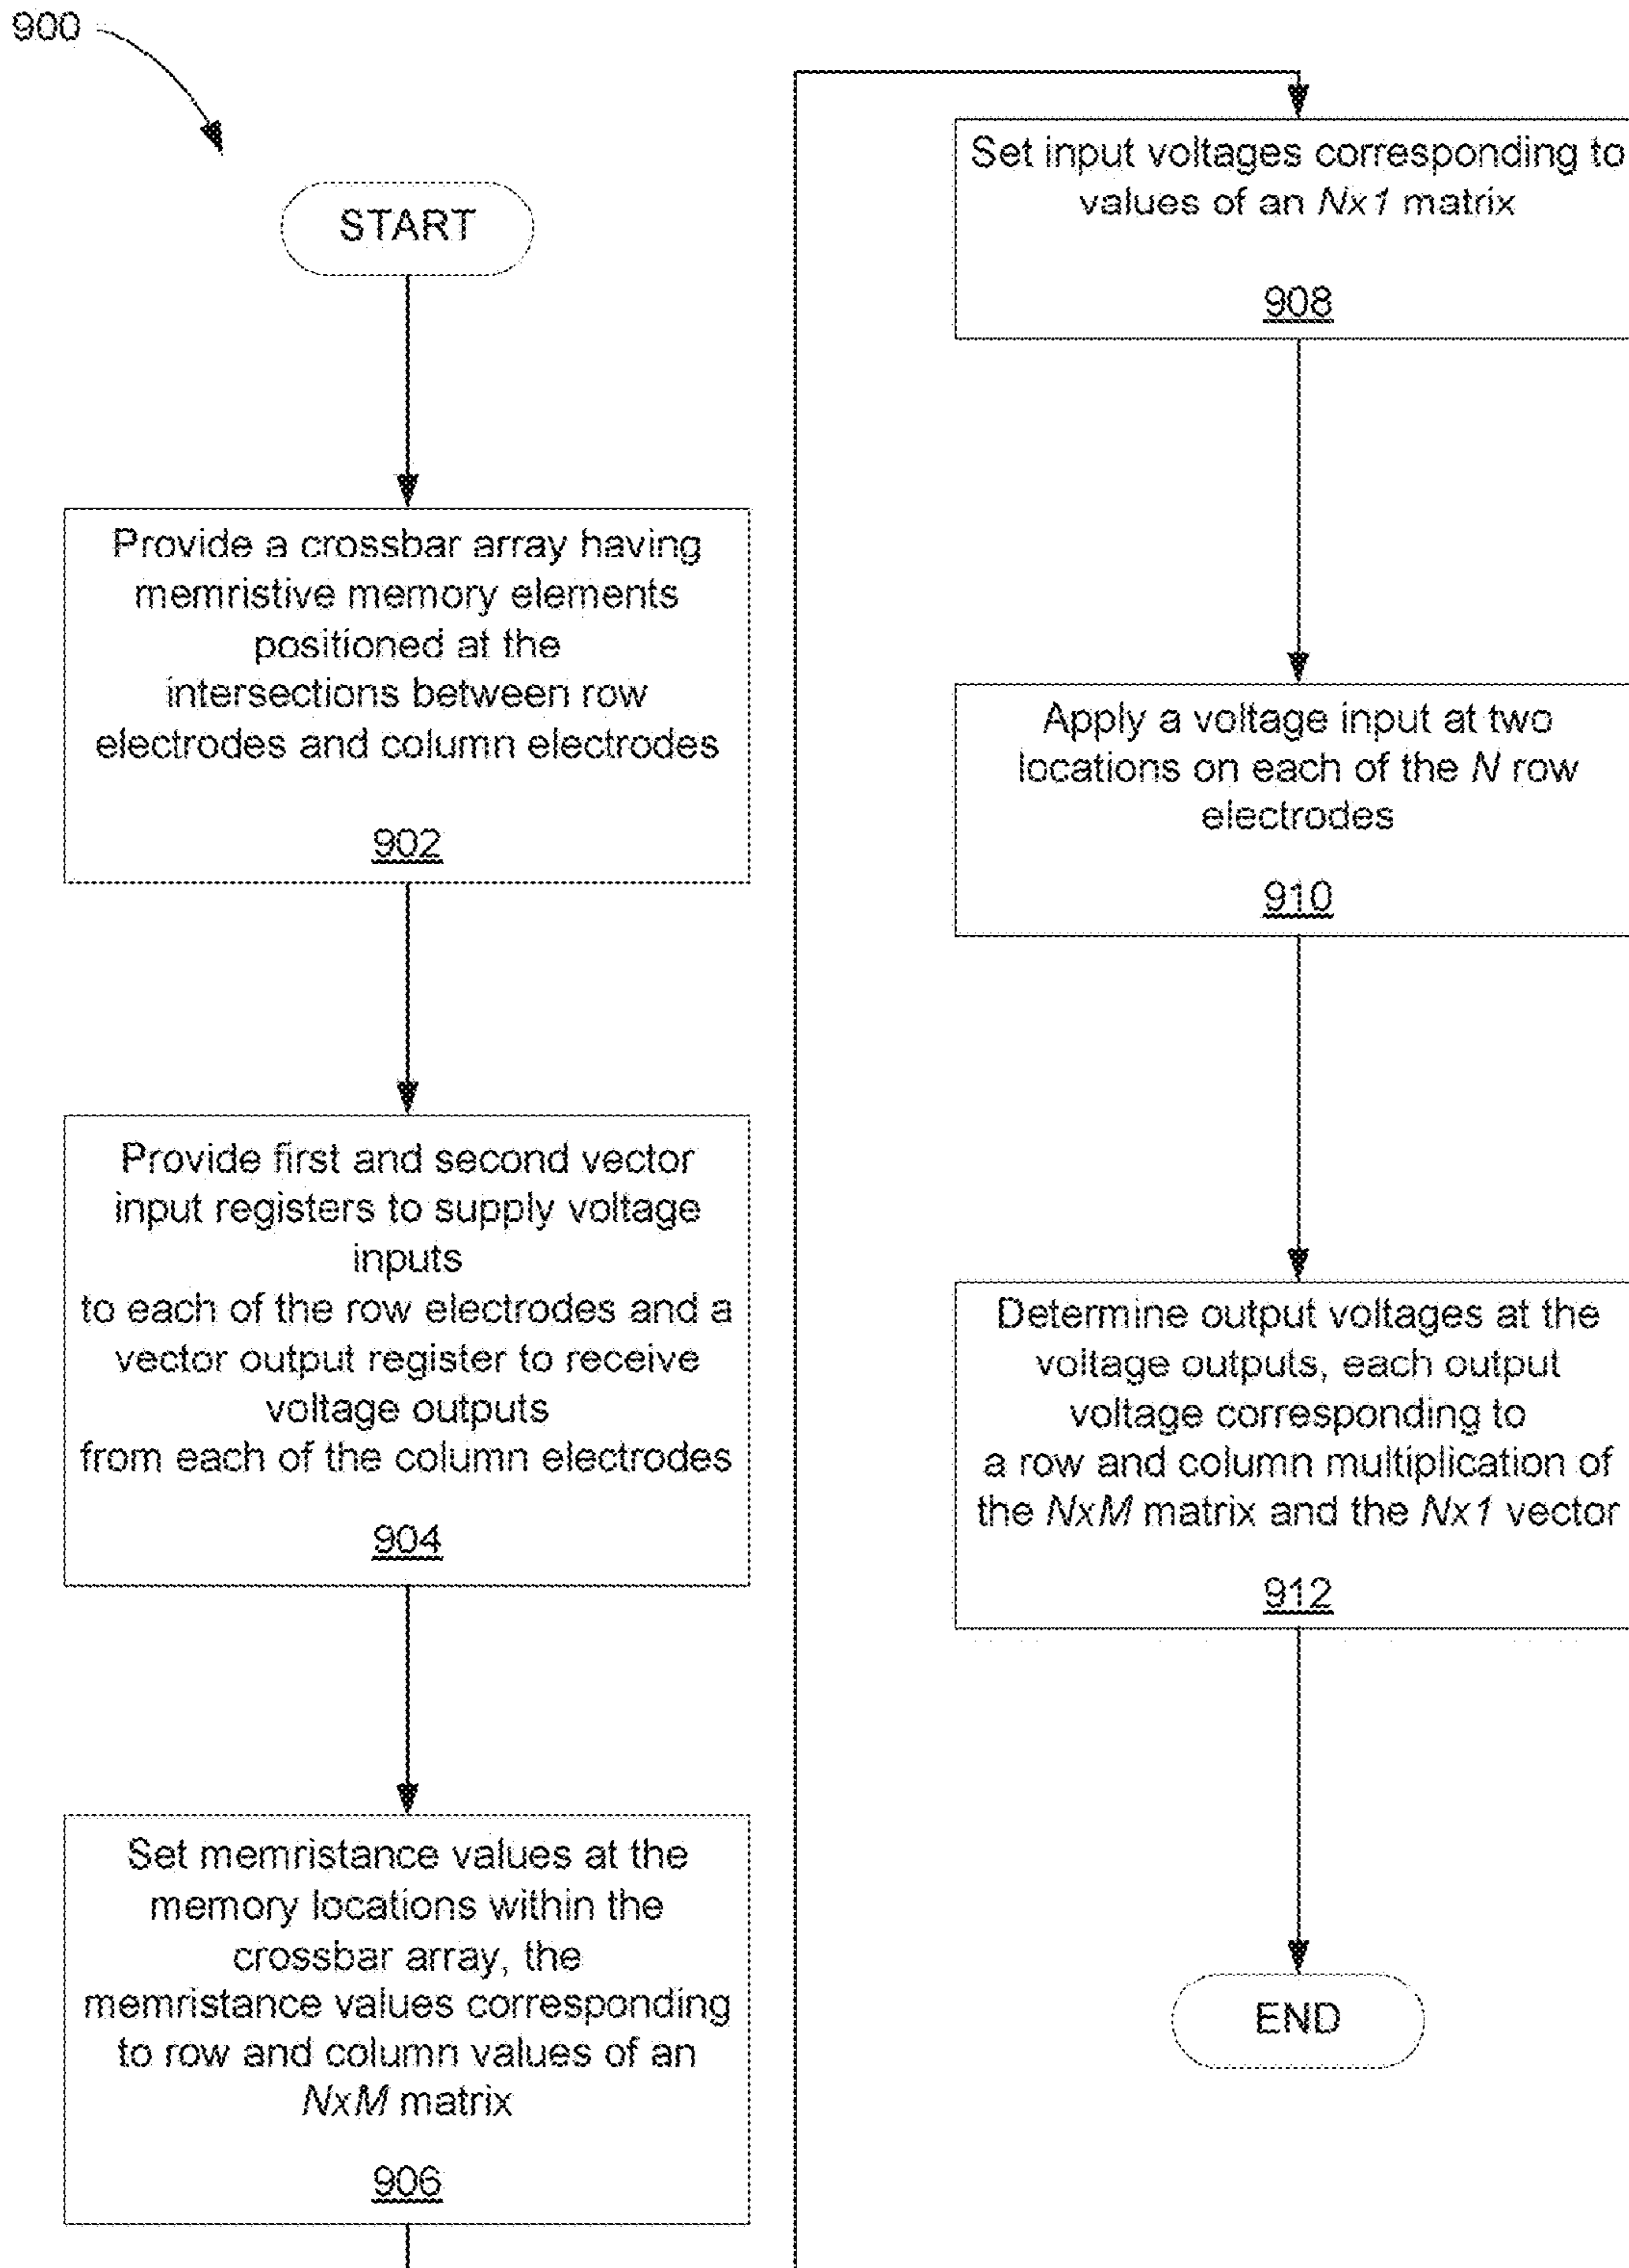 900
START
Provide a crossbar array having
memristive memory elements
positioned at the
intersections between row
electrodes and column electrodes
902
Provide first and second vector
input registers to supply voltage
inputs
to each of the row electrodes and a
vector output register to receive
voltage outputs
from each of the column electrodes
904
Set memristance values at the
memory locations within the
crossbar array, the
memristance values corresponding
to row and column values of an
NxM matrix
906
Set input voltages corresponding to
values of an Nx1 matrix
908
Apply a voltage input at two
locations on each of the N row
electrodes
910
Determine output voltages at the
voltage outputs, each output
voltage corresponding to
a row and column multiplication of
the NxM matrix and the Nx1 vector
912
END